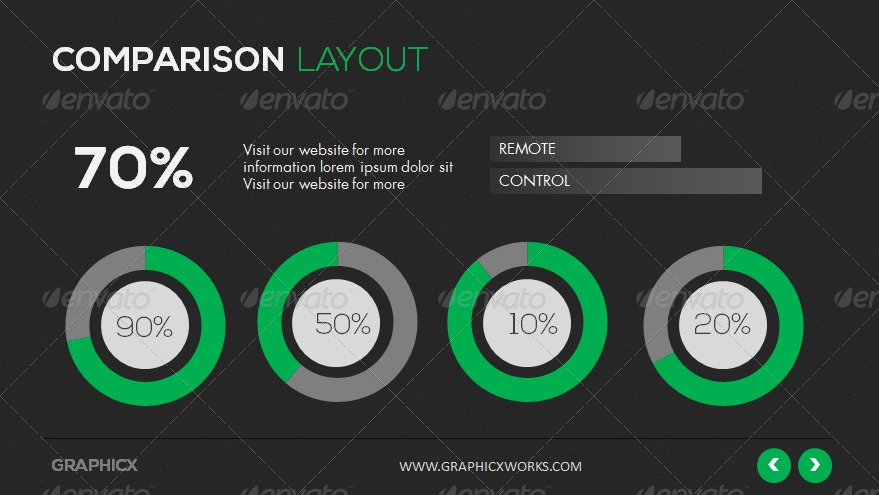 COMPARISON LAYOUT
envato envato envato envato envato
70%
Visit our website for more
information lorem ipsum dolor sit
Visit our website for more
REMOTE
CONTROL
envato envato envato envato envato
90%
50%
10%
20%
GRAPHICX
WWW.GRAPHICXWORKS.COM